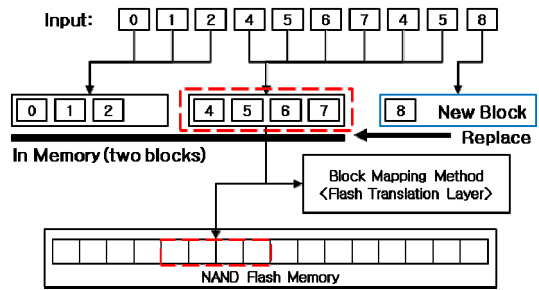 Input: 0 1 2 4 5 6 7 4 5 8
0 1 2 4 5 6 7 8 New Block
Replace
In Memory (two blocks)
Block Mapping Method
<Flash Translation Layer>
NAND Flash Memory